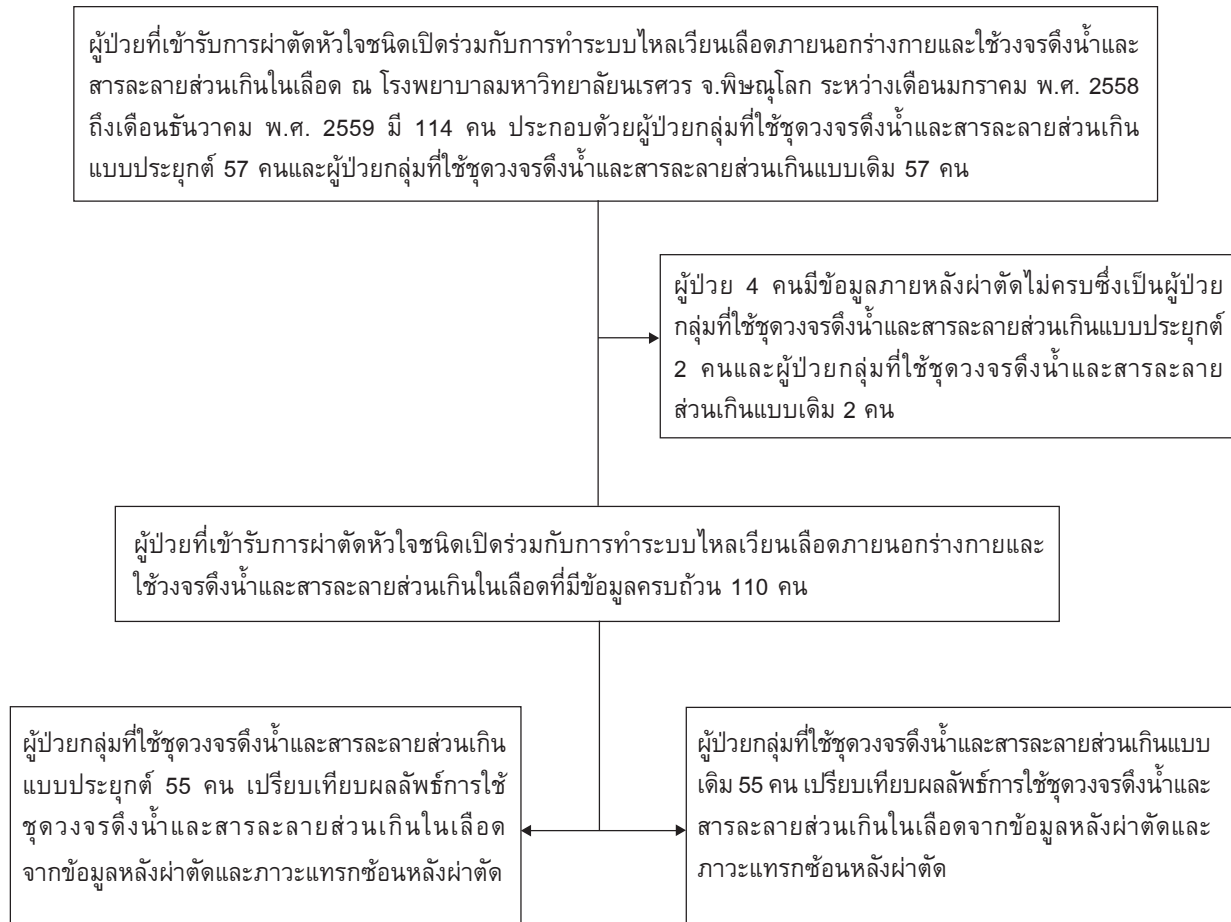 ผู้ป่วยที่เข้ารับการผ่าตัดหัวใจชนิดเปิดร่วมกับการทำระบบไหลเวียนเลือดภายนอกร่างกายและใช้วงจรดึงน้ำและ
สารละลายส่วนเกินในเลือด ณ โรงพยาบาลมหาวิทยาลัยนเรศวร จ.พิษณุโลก ระหว่างเดือนมกราคม พ.ศ. 2558
ถึงเดือนธันวาคม พ.ศ. 2559 มี 114 คน ประกอบด้วยผู้ป่วยกลุ่มที่ใช้ชุดวงจรดึงน้ำและสารละลายส่วนเกิน
แบบประยุกต์ 57 คนและผู้ป่วยกลุ่มที่ใช้ชุดวงจรดึงน้ำและสารละลายส่วนเกินแบบเดิม 57 คน
ผู้ป่วย 4 คนมีข้อมูลภายหลังผ่าตัดไม่ครบซึ่งเป็นผู้ป่วย
กลุ่มที่ใช้ชุดวงจรดึงน้ำและสารละลายส่วนเกินแบบประยุกต์
2 คนและผู้ป่วยกลุ่มที่ใช้ชุดวงจรดึงน้ำและสารละลาย
ส่วนเกินแบบเดิม 2 คน
ผู้ป่วยที่เข้ารับการผ่าตัดหัวใจชนิดเปิดร่วมกับการทำระบบไหลเวียนเลือดภายนอกร่างกายและ
ใช้วงจรดึงน้ำและสารละลายส่วนเกินในเลือดที่มีข้อมูลครบถ้วน 110 คน
ผู้ป่วยกลุ่มที่ใช้ชุดวงจรดึงน้ำและสารละลายส่วนเกิน
แบบประยุกต์ 55 คน เปรียบเทียบผลลัพธ์การใช้
ชุดวงจรดึงน้ำและสารละลายส่วนเกินในเลือด
จากข้อมูลหลังผ่าตัดและภาวะแทรกซ้อนหลังผ่าตัด
ผู้ป่วยกลุ่มที่ใช้ชุดวงจรดึงน้ำและสารละลายส่วนเกินแบบ
เดิม 55 คน เปรียบเทียบผลลัพธ์การใช้ชุดวงจรดึงน้ำและ
สารละลายส่วนเกินในเลือดจากข้อมูลหลังผ่าตัดและ
ภาวะแทรกซ้อนหลังผ่าตัด